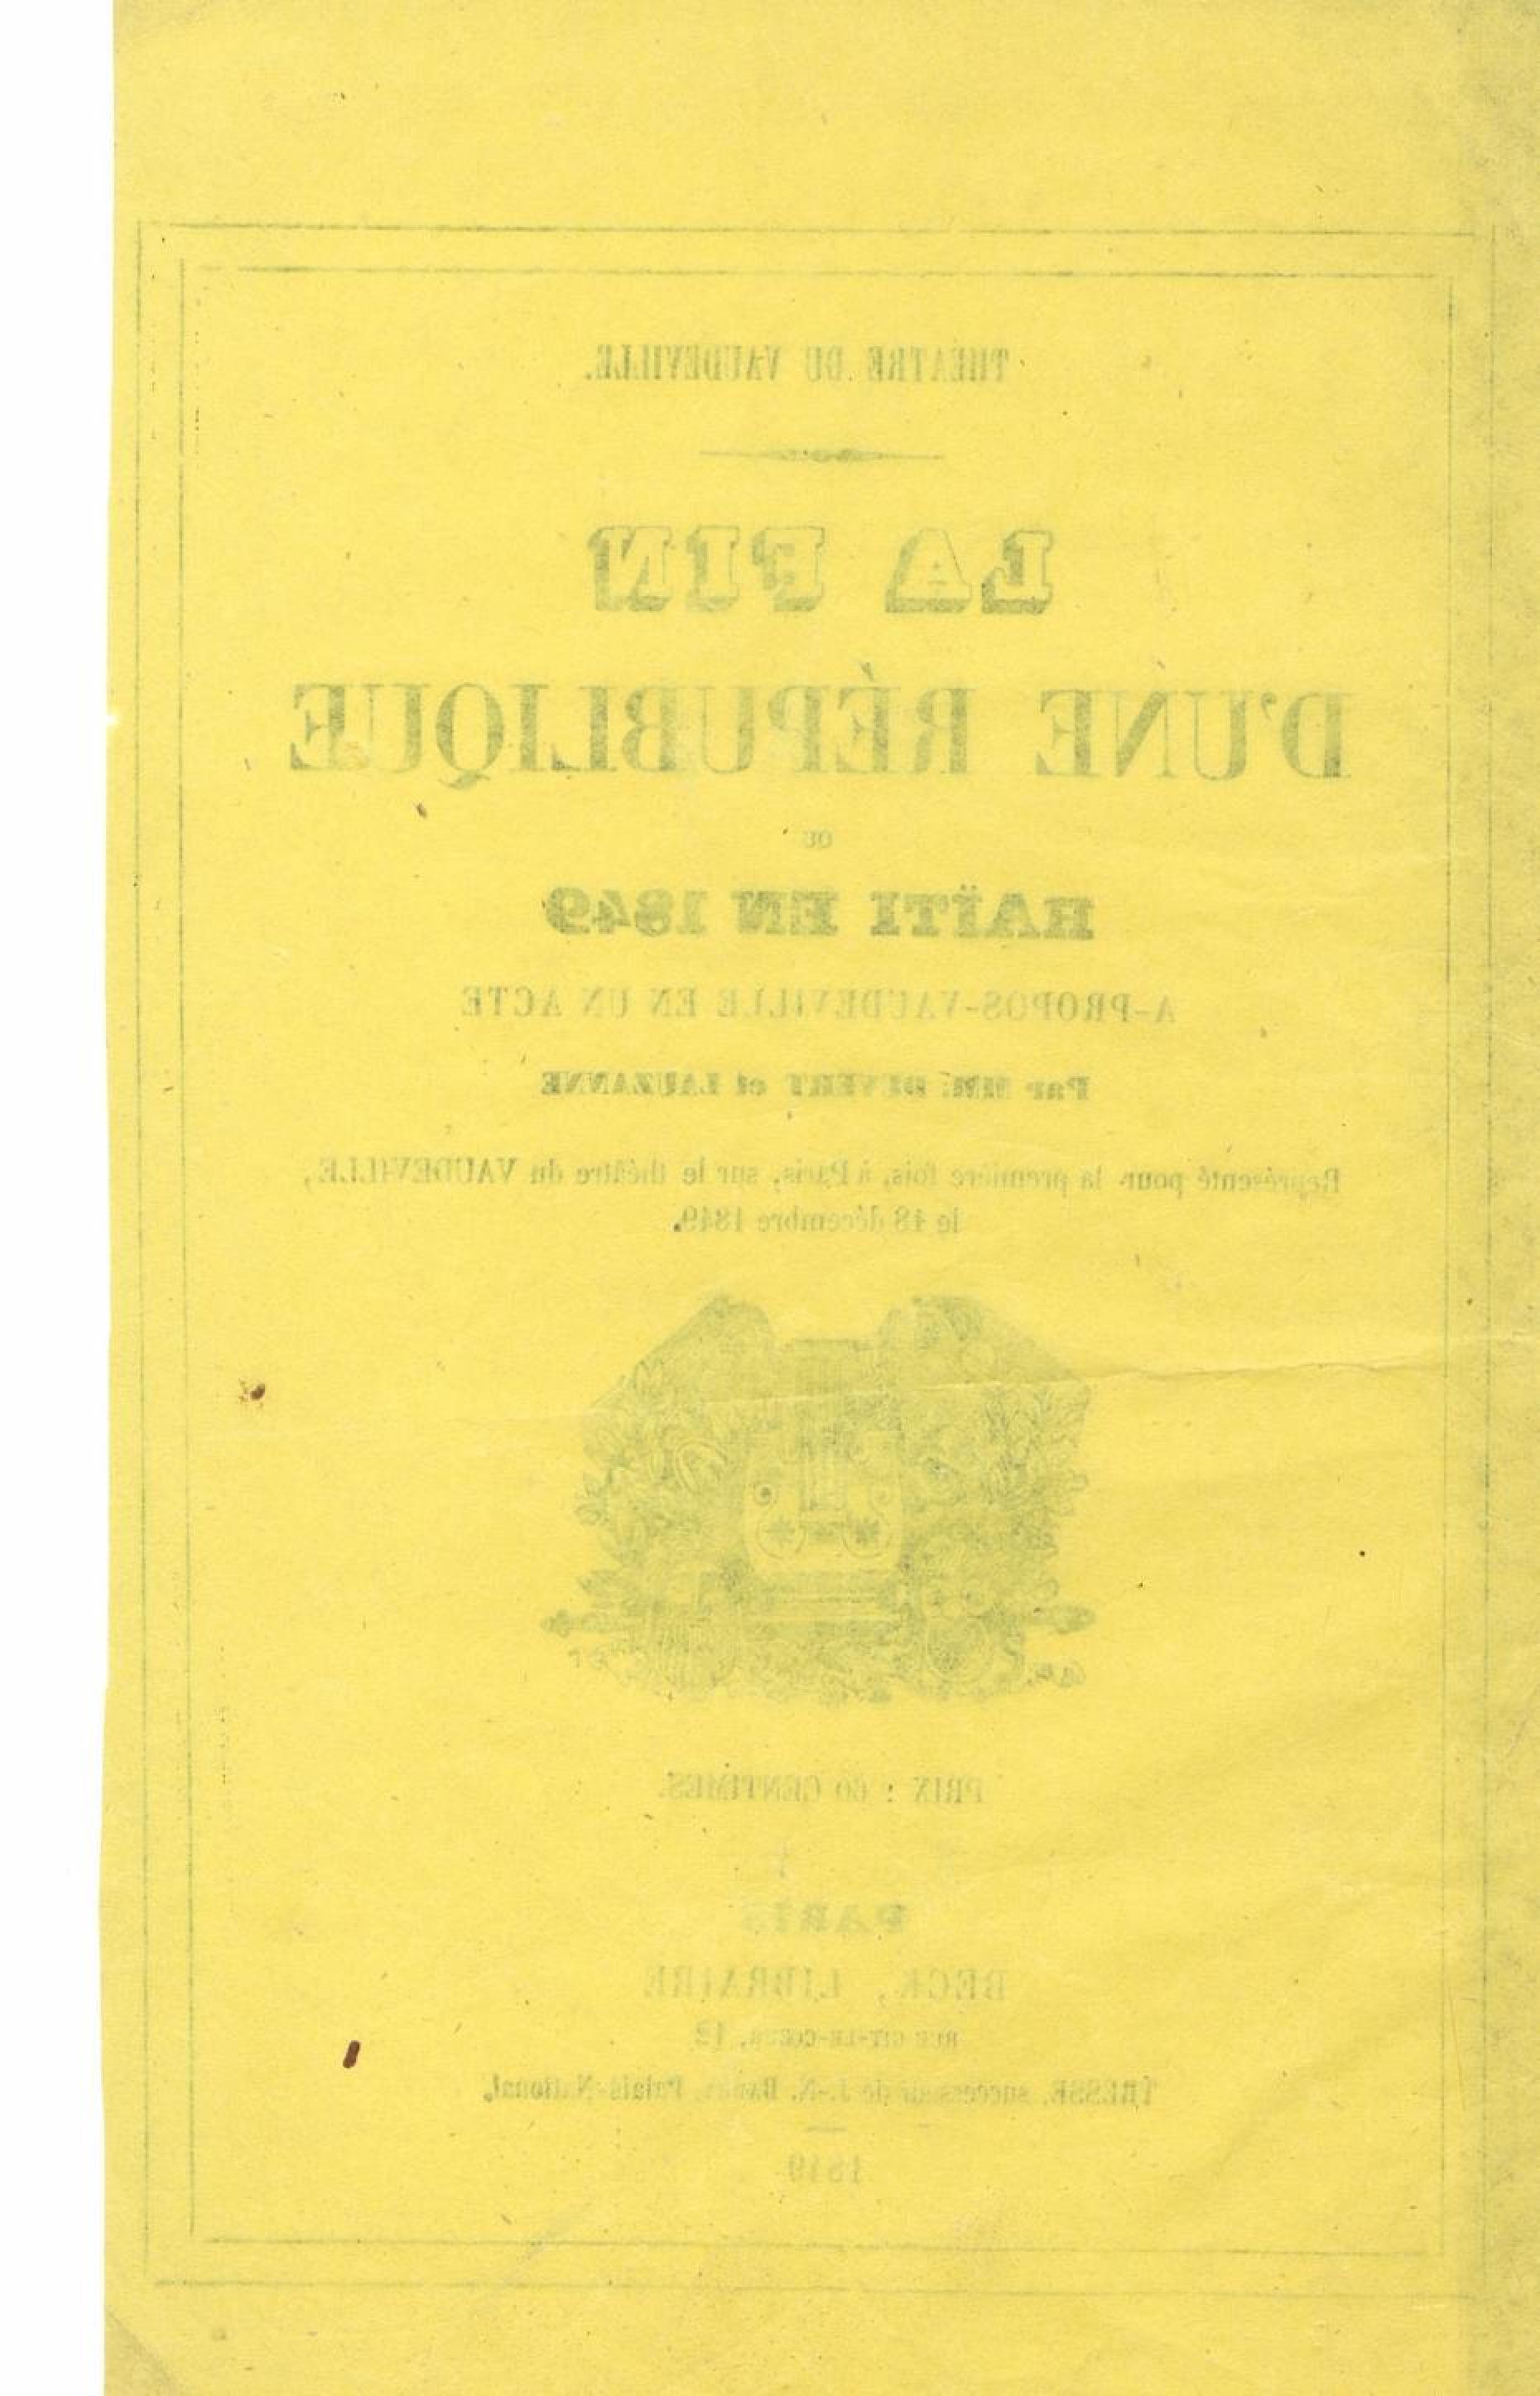 THÉATRE DU VAUDEVILLE.
LA FIN
D'UNE RÉPUBLIQUE
OU
HAÏTI EN 1849
A-PROPOS-VAUDEVILLE EN UN ACTE
Par MM. DUVERT et LAUZANNE
Représenté pour la première fois, à Paris, sur le théâtre du VAUDEVILLE,
le 18 décembre 1849.
PRIX : 60 CENTIMES.
PARIS
BECK, LIBRAIRE
RUE GIT-LE-COEUR, 12
TRESSE, successeur de J.-N. BARBA, Palais-National.
1849